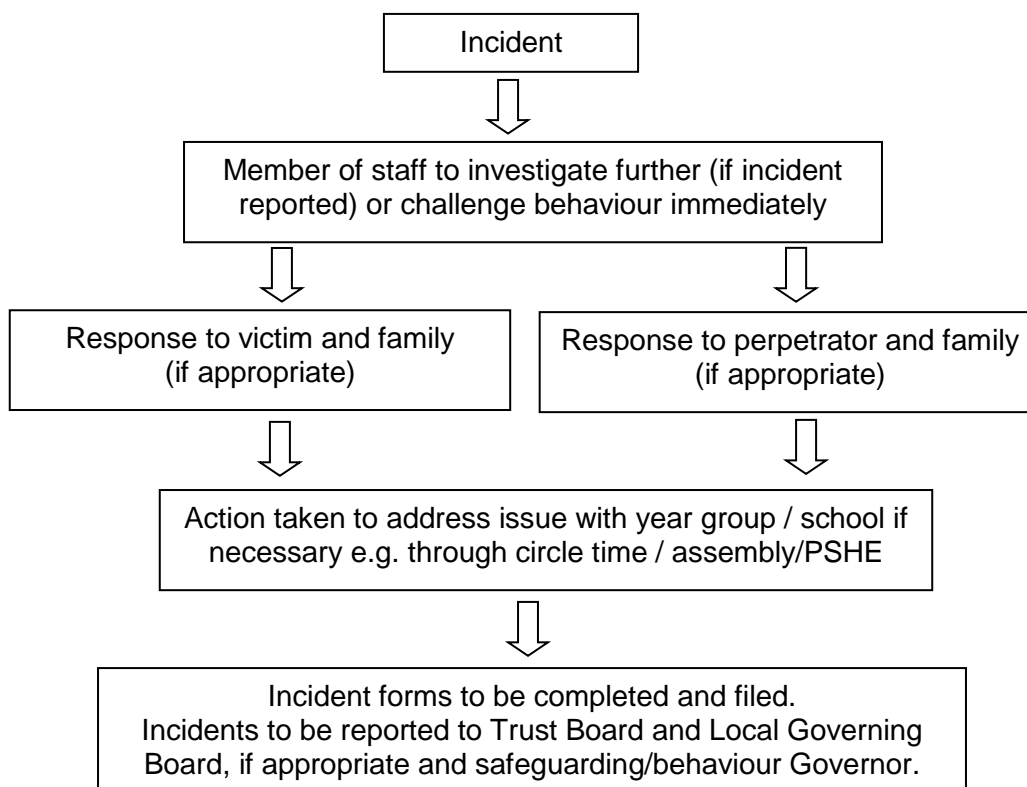 Incident
Member of staff to investigate further (if incident
reported) or challenge behaviour immediately
Response to victim and family
(if appropriate)
Response to perpetrator and family
(if appropriate)
Action taken to address issue with year group / school if
necessary e.g. through circle time / assembly/PSHE
Incident forms to be completed and filed.
Incidents to be reported to Trust Board and Local Governing
Board, if appropriate and safeguarding/behaviour Governor.